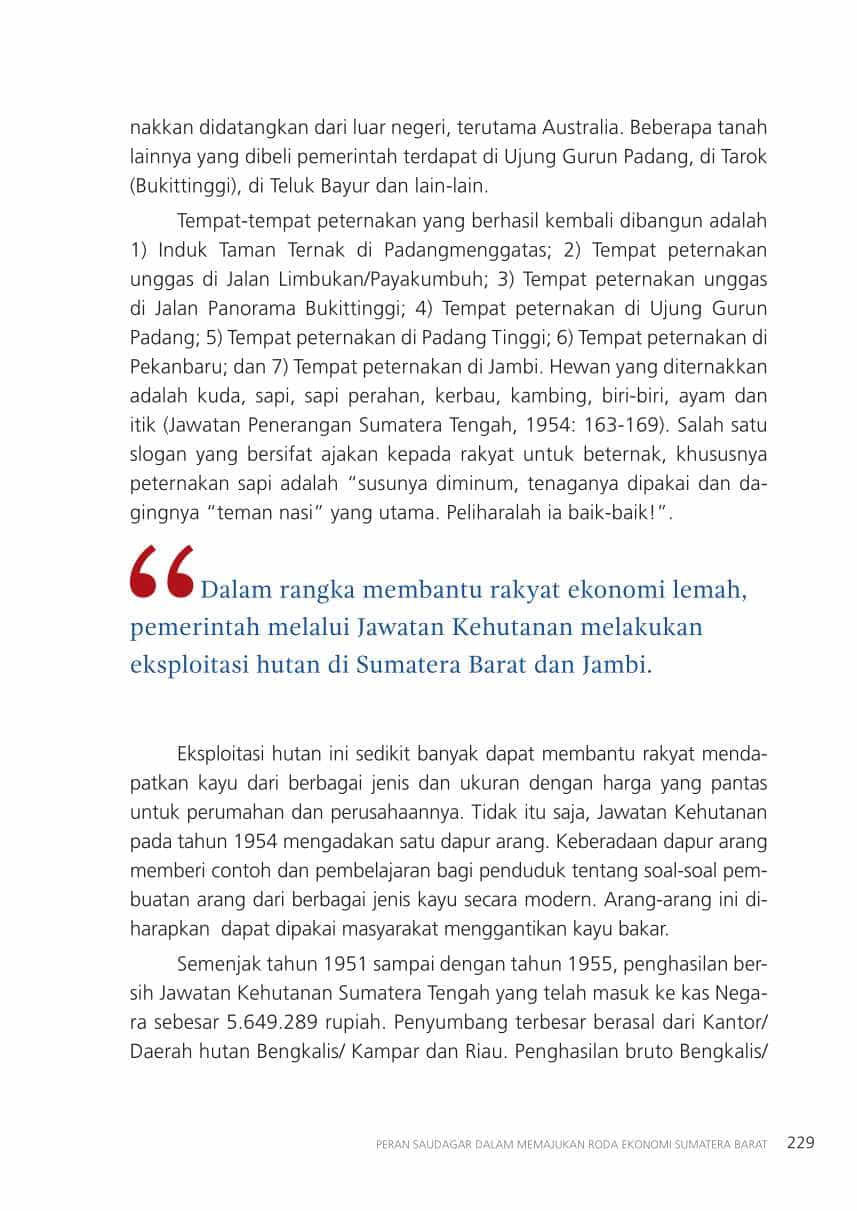 nakkan didatangkan dari luar negeri, terutama Australia. Beberapa tanah
lainnya yang dibeli pemerintah terdapat di Ujung Gurun Padang, di Tarok
(Bukittinggi), di Teluk Bayur dan lain-lain.
Tempat-tempat peternakan yang berhasil kembali dibangun adalah
1) Induk Taman Ternak di Padangmenggatas; 2) Tempat peternakan
unggas di Jalan Limbukan/Payakumbuh; 3) Tempat peternakan unggas
di Jalan Panorama Bukittinggi; 4) Tempat peternakan di Ujung Gurun
Padang; 5) Tempat peternakan di Padang Tinggi; 6) Tempat peternakan di
Pekanbaru; dan 7) Tempat peternakan di Jambi. Hewan yang diternakkan
adalah kuda, sapi, sapi perahan, kerbau, kambing, biri-biri, ayam dan
itik (Jawatan Penerangan Sumatera Tengah, 1954: 163-169). Salah satu
slogan yang bersifat ajakan kepada rakyat untuk beternak, khususnya
peternakan sapi adalah “susunya diminum, tenaganya dipakai dan da-
gingnya “teman nasi” yang utama. Peliharalah ia baik-baik!”.
“Dalam rangka membantu rakyat ekonomi lemah,
pemerintah melalui Jawatan Kehutanan melakukan
eksploitasi hutan di Sumatera Barat dan Jambi.
Eksploitasi hutan ini sedikit banyak dapat membantu rakyat menda-
patkan kayu dari berbagai jenis dan ukuran dengan harga yang pantas
untuk perumahan dan perusahaannya. Tidak itu saja, Jawatan Kehutanan
pada tahun 1954 mengadakan satu dapur arang. Keberadaan dapur arang
memberi contoh dan pembelajaran bagi penduduk tentang soal-soal pem-
buatan arang dari berbagai jenis kayu secara modern. Arang-arang ini di-
harapkan  dapat dipakai masyarakat menggantikan kayu bakar.
Semenjak tahun 1951 sampai dengan tahun 1955, penghasilan ber-
sih Jawatan Kehutanan Sumatera Tengah yang telah masuk ke kas Nega-
ra sebesar 5.649.289 rupiah. Penyumbang terbesar berasal dari Kantor/
Daerah hutan Bengkalis/ Kampar dan Riau. Penghasilan bruto Bengkalis/
PERAN SAUDAGAR DALAM MEMAJUKAN RODA EKONOMI SUMATERA BARAT 229